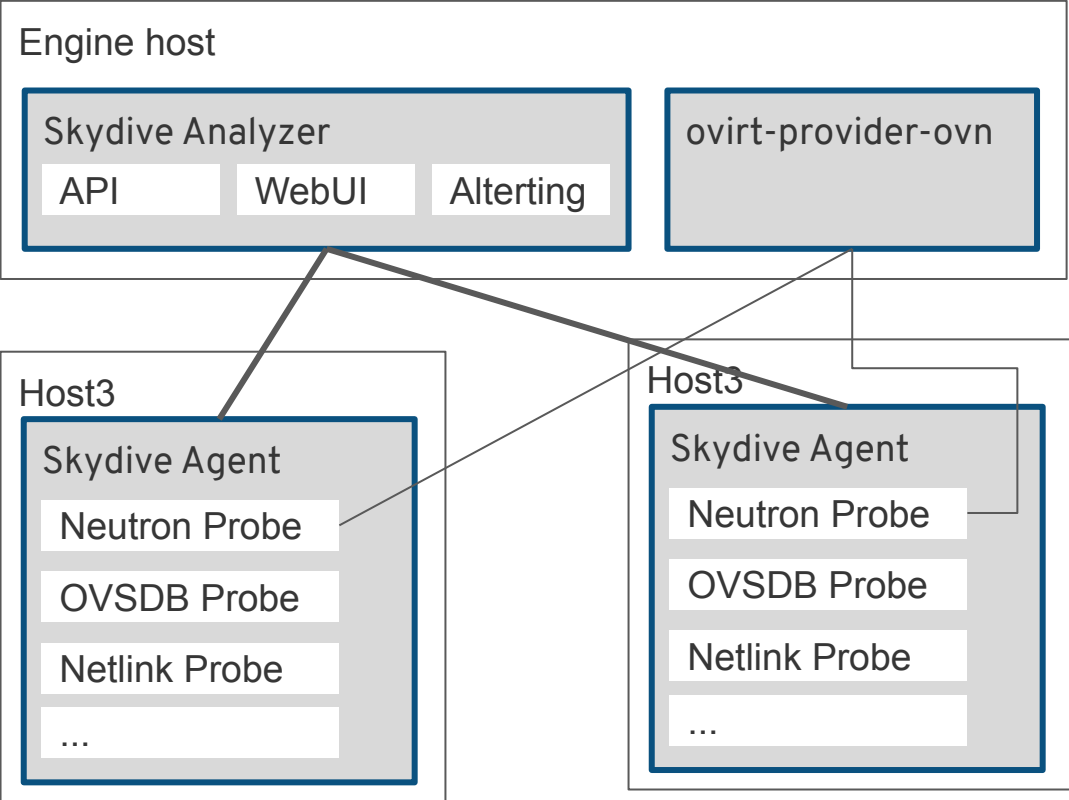 Engine host
Skydive Analyzer
API
WebUI
Alterting
ovirt-provider-ovn
Host3
Skydive Agent
Neutron Probe
OVSDB Probe
Netlink Probe
...
Host3
Skydive Agent
Neutron Probe
OVSDB Probe
Netlink Probe
...